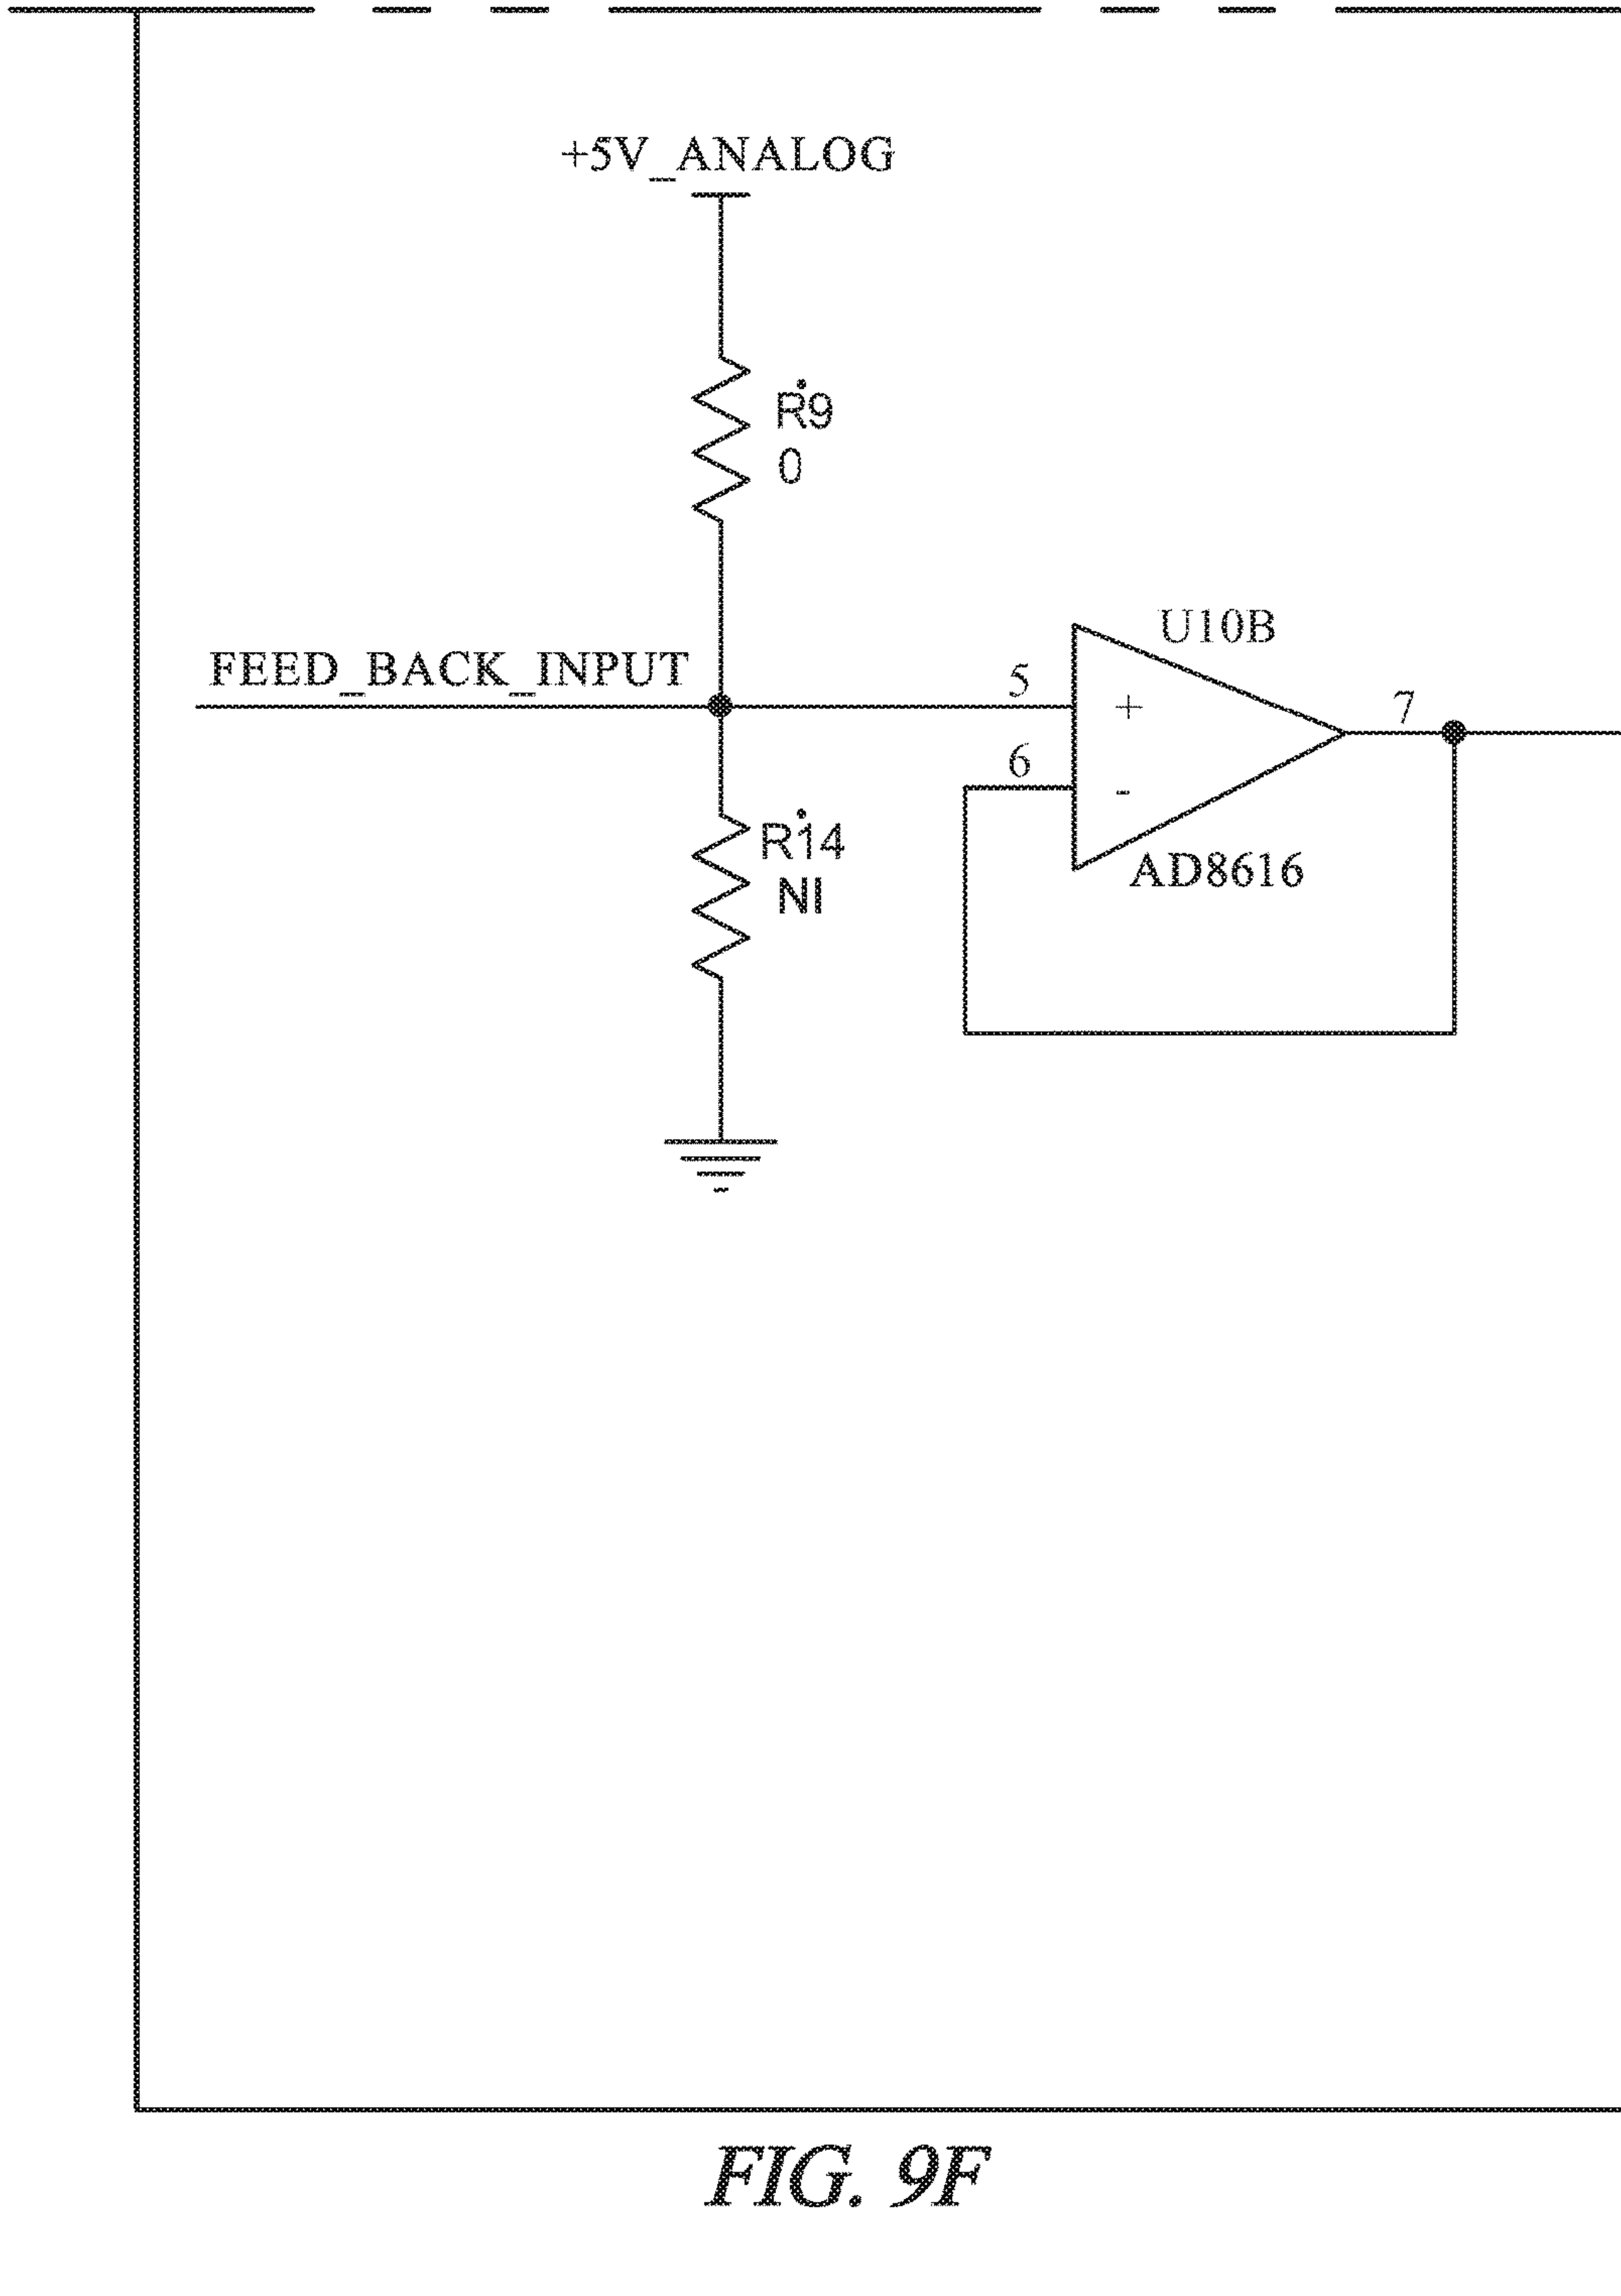 +5V_ANALOG
R9
0
U10B
FEED_BACK_INPUT
5
+
7
6
-
R14
NI
AD8616
FIG. 9F